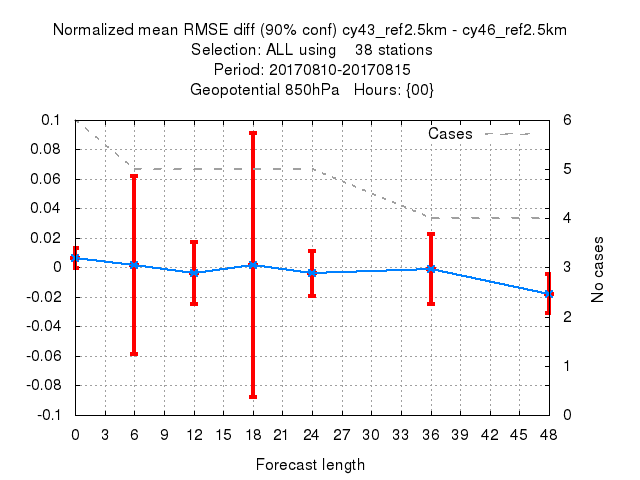 Normalized mean RMSE diff (90% conf) cy43_ref2.5km - cy46_ref2.5km
Selection: ALL using    38 stations
Period: 20170810-20170815
Geopotential 850hPa   Hours: {00}
Cases
0.1
0.08
0.06
0.04
0.02
0
-0.02
-0.04
-0.06
-0.08
-0.1
6
5
4
3
2
1
0
No cases
0 3 6 9 12 15 18 21 24 27 30 33 36 39 42 45 48
Forecast length